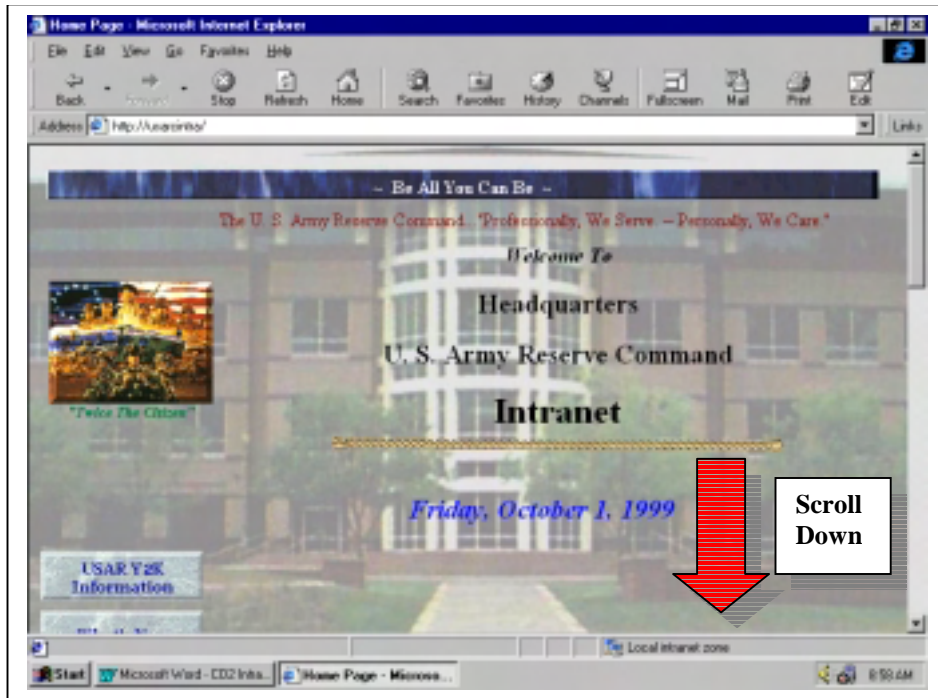 Home Page - Microsoft Internet Explorer
File Edit View Go Favorites Help
Back Forward Stop Refresh Home Search Favorites History Channels Fullscreen Mail Print Edit
Address http://usarcintra/ Links
~ Be All You Can Be ~
The U. S. Army Reserve Command... "Professionally, We Serve. -- Personally, We Care."
Welcome To
Headquarters
U. S. Army Reserve Command
Intranet
"Twice The Citizen"
Friday, October 1, 1999
Scroll
Down
USAR Y2K
Information
Local intranet zone
Start Microsoft Word - CD2 Intra... Home Page - Microso... 8:58 AM